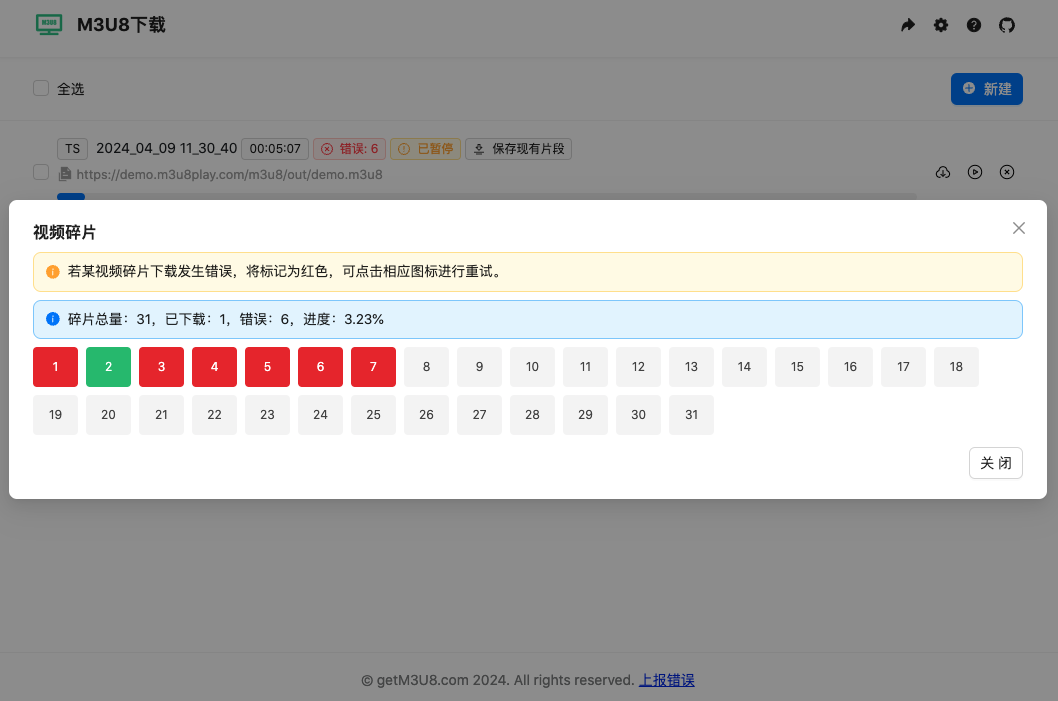 M3U8 M3U8下载
全选
新建
TS 2024_04_09 11_30_40 00:05:07 错误: 6 已暂停 保存现有片段
https://demo.m3u8play.com/m3u8/out/demo.m3u8
视频碎片
若某视频碎片下载发生错误，将标记为红色，可点击相应图标进行重试。
碎片总量：31，已下载：1，错误：6，进度：3.23%
1 2 3 4 5 6 7 8 9 10 11 12 13 14 15 16 17 18
19 20 21 22 23 24 25 26 27 28 29 30 31
关 闭
© getM3U8.com 2024. All rights reserved. 上报错误